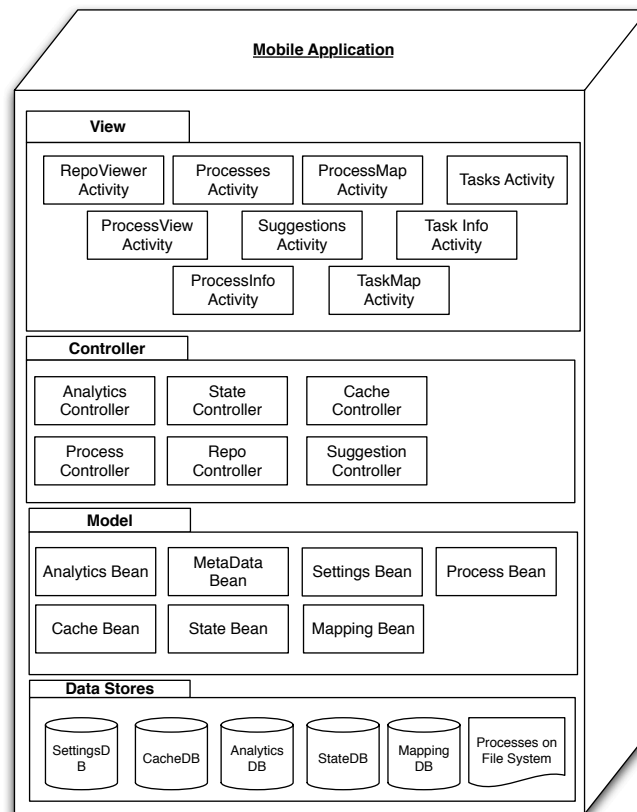 Mobile Application
View
RepoViewer
Activity
Processes
Activity
ProcessMap
Activity
Tasks Activity
ProcessView
Activity
Suggestions
Activity
Task Info
Activity
ProcessInfo
Activity
TaskMap
Activity
Controller
Analytics
Controller
State
Controller
Cache
Controller
Process
Controller
Repo
Controller
Suggestion
Controller
Model
Analytics Bean
MetaData
Bean
Settings Bean
Process Bean
Cache Bean
State Bean
Mapping Bean
Data Stores
SettingsD
B
CacheDB
Analytics
DB
StateDB
Mapping
DB
Processes on
File System